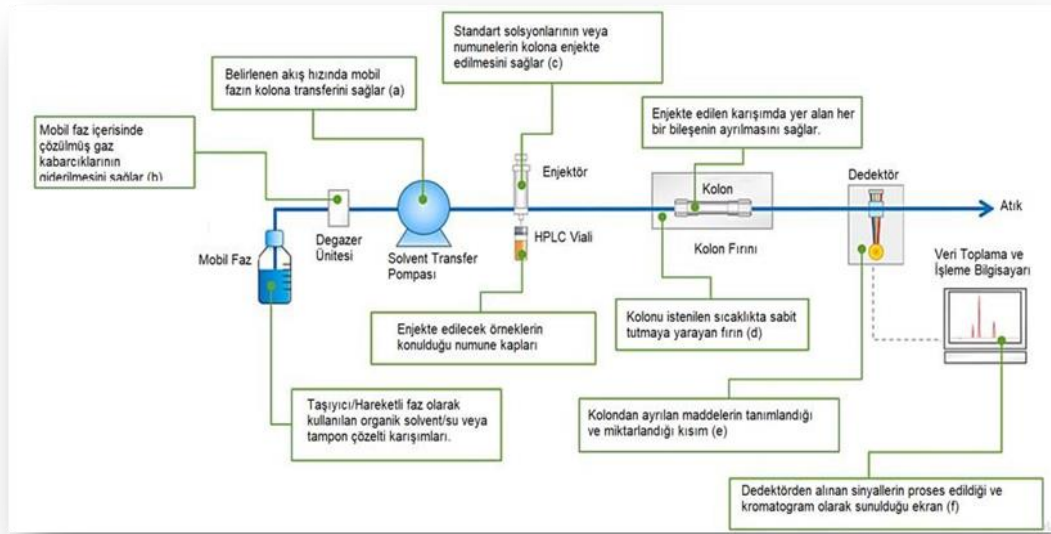 Standart solsyonlarının veya
numunelerin kolona enjekte
edilmesini sağlar (c)
Belirlenen akış hızında mobil
fazın kolona transferini sağlar (a)
Enjekte edilen karışımda yer alan her
bir bileşenin ayrılmasını sağlar.
Mobil faz içerisinde
çözülmüş gaz
kabarcıklarının
giderilmesini sağlar (b)
Enjektör
Kolon
Dedektör
Atık
HPLC Viali
Kolon Fırını
Degazer
Ünitesi
Solvent Transfer
Pompası
Mobil Faz
Veri Toplama ve
İşleme Bilgisayarı
Enjekte edilecek örneklerin
konulduğu numune kapları
Kolonu istenilen sıcaklıkta sabit
tutmaya yarayan fırın (d)
Taşıyıcı/Hareketli faz olarak
kullanılan organik solvent/su veya
tampon çözelti karışımları.
Kolondan ayrılan maddelerin tanımlandığı
ve miktarlandığı kısım (e)
Dedektörden alınan sinyallerin proses edildiği ve
kromatogram olarak sunulduğu ekran (f)